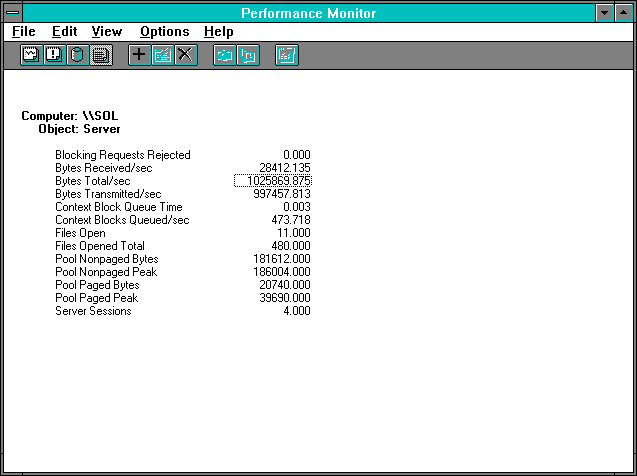 Performance Monitor
File Edit View Options Help
Computer: \\SOL
Object: Server
Blocking Requests Rejected 0.000
Bytes Received/sec 28412.135
Bytes Total/sec 1025869.875
Bytes Transmitted/sec 997457.813
Context Block Queue Time 0.003
Context Blocks Queued/sec 473.718
Files Open 11.000
Files Opened Total 480.000
Pool Nonpaged Bytes 181612.000
Pool Nonpaged Peak 186004.000
Pool Paged Bytes 20740.000
Pool Paged Peak 39690.000
Server Sessions 4.000